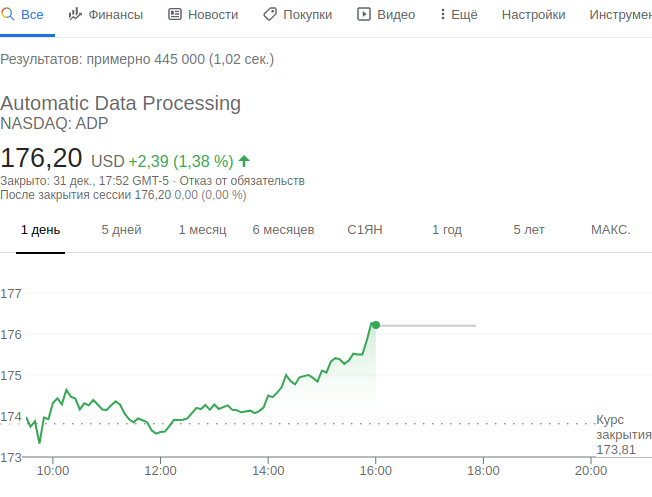 Все Финансы Новости Покупки Видео Ещё Настройки Инструмен
Результатов: примерно 445 000 (1,02 сек.)
Automatic Data Processing
NASDAQ: ADP
176,20 USD +2,39 (1,38 %)
Закрыто: 31 дек., 17:52 GMT-5 · Отказ от обязательств
После закрытия сессии 176,20 0,00 (0,00 %)
1 день 5 дней 1 месяц 6 месяцев С1ЯН 1 год 5 лет МАКС.
177
176
175
174
173
Курс
закрытия
173,81
10:00 12:00 14:00 16:00 18:00 20:00